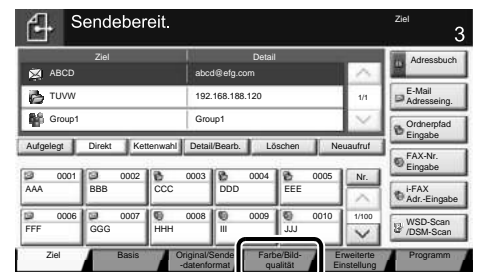 Sendebereit.
Ziel
3
Ziel Detail
ABCD abcd@efg.com
TUVW 192.168.188.120
1/1
Group1 Group1
Aufgelegt Direkt Kettenwahl Detail/Bearb. Löschen Neuaufruf
0001 0002 0003 0004 0005 Nr.
AAA BBB CCC DDD EEE
0006 0007 0008 0009 0010 1/100
FFF GGG HHH III JJJ
Adressbuch
E-Mail
Adresseing.
Ordnerpfad
Eingabe
FAX-Nr.
Eingabe
i-FAX
Adr.-Eingabe
WSD-Scan
/DSM-Scan
Ziel Basis Original/Sende
-datenformat Farbe/Bild-
qualität Erweiterte
Einstellung Programm